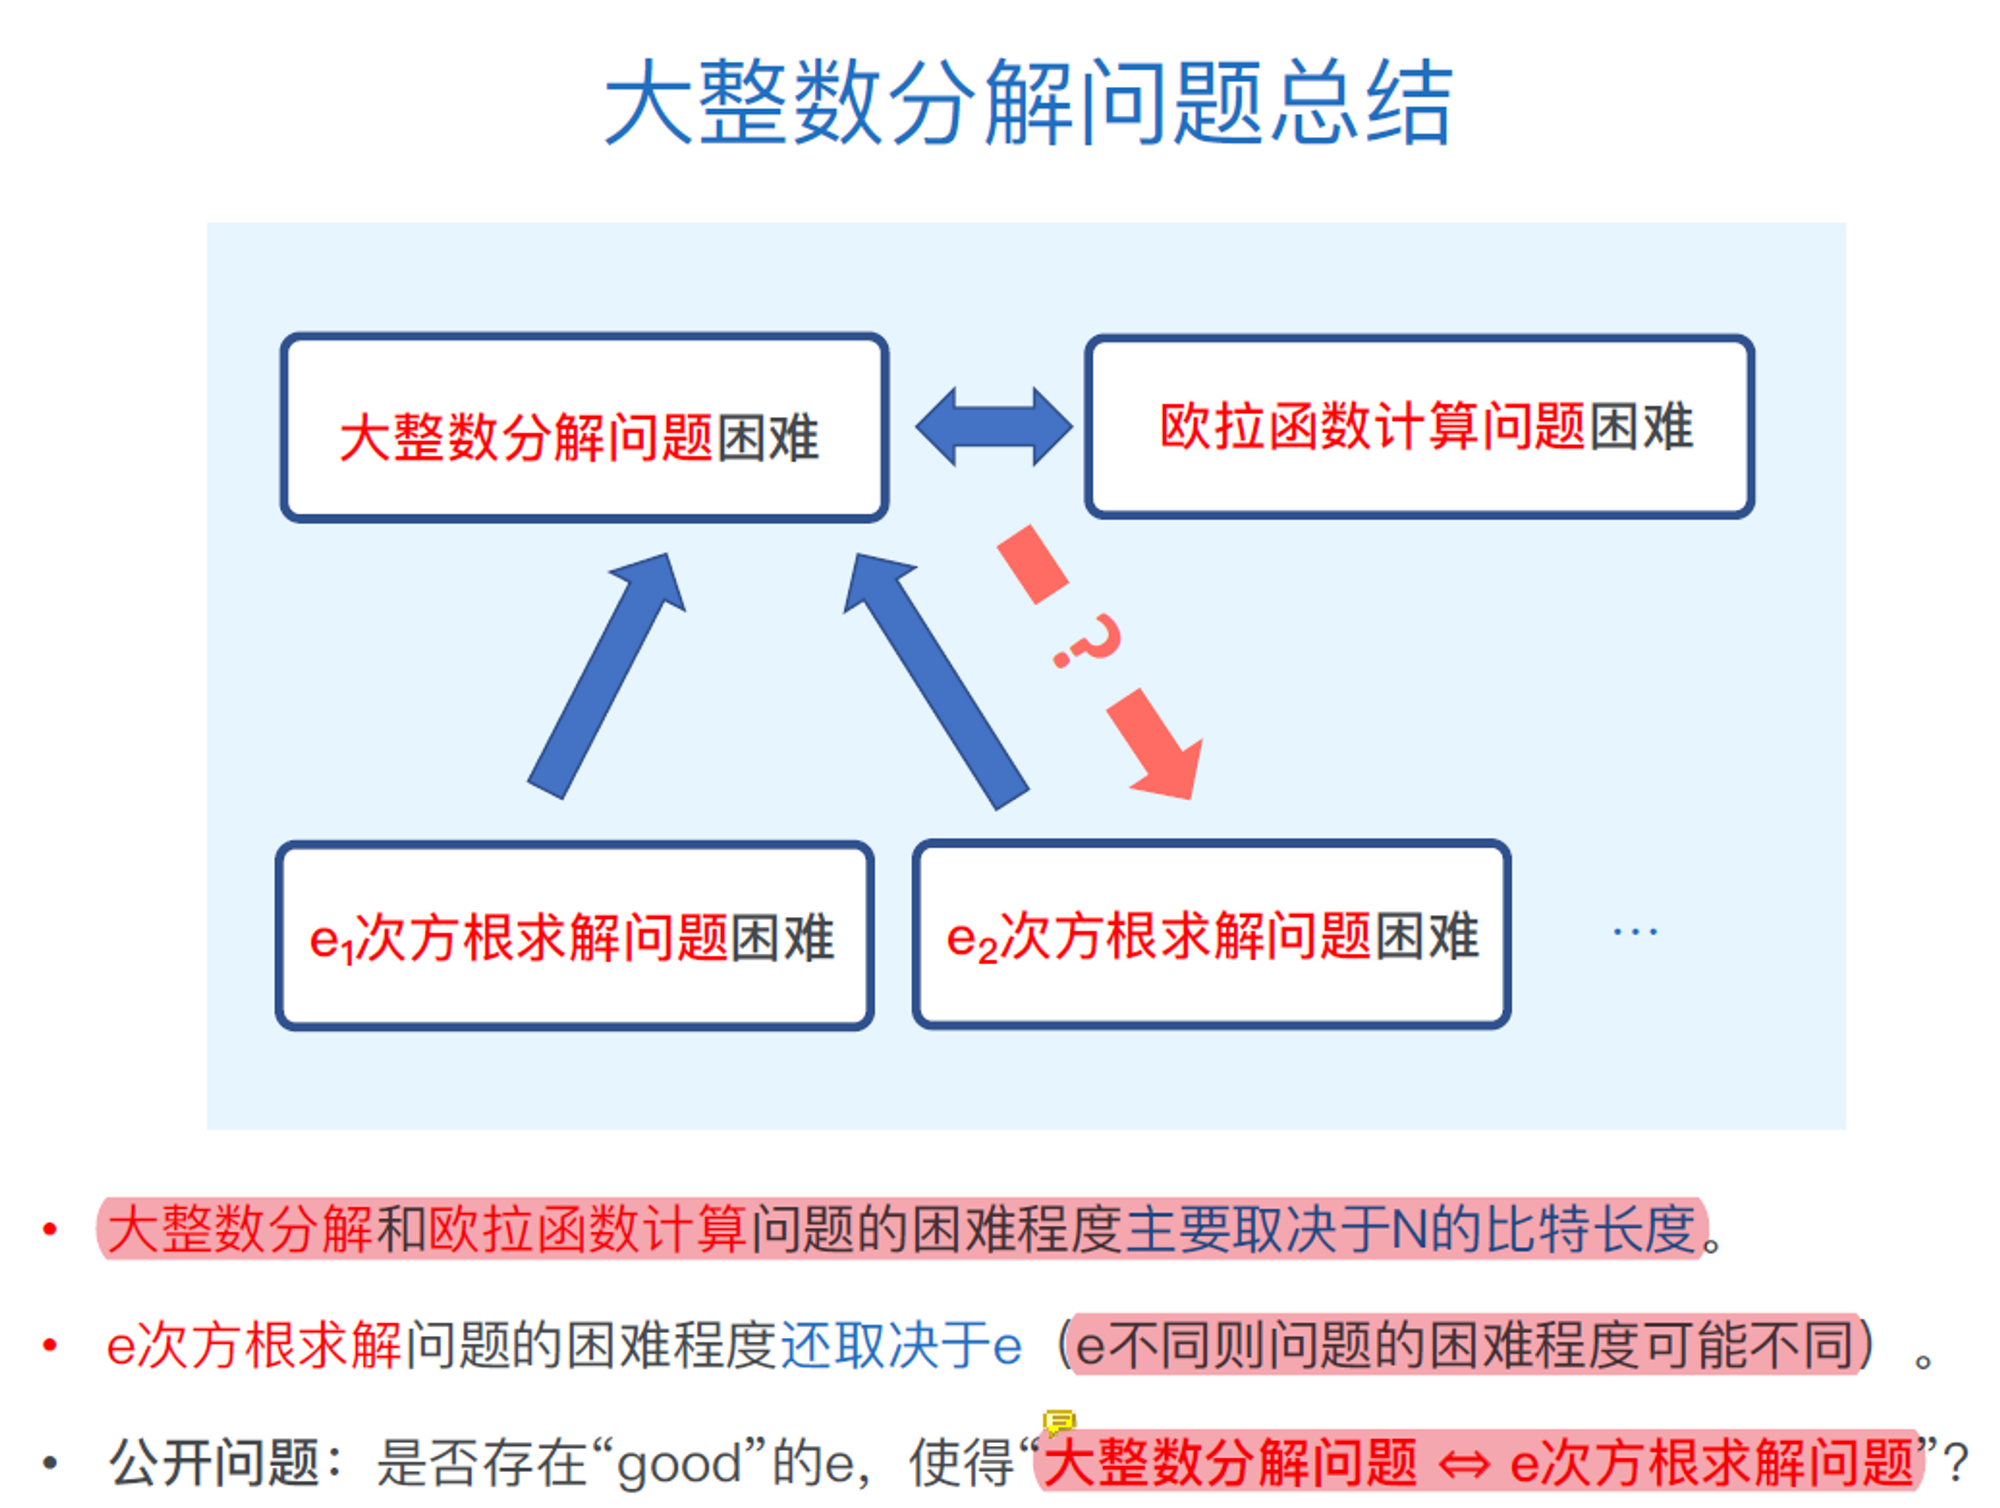 大整数分解问题总结
大整数分解问题困难
欧拉函数计算问题困难
?
e₁次方根求解问题困难
e₂次方根求解问题困难
…
• 大整数分解和欧拉函数计算问题的困难程度主要取决于N的比特长度。
• e次方根求解问题的困难程度还取决于e（e不同则问题的困难程度可能不同）。
• 公开问题：是否存在“good”的e，使得“大整数分解问题 ⇔ e次方根求解问题”？